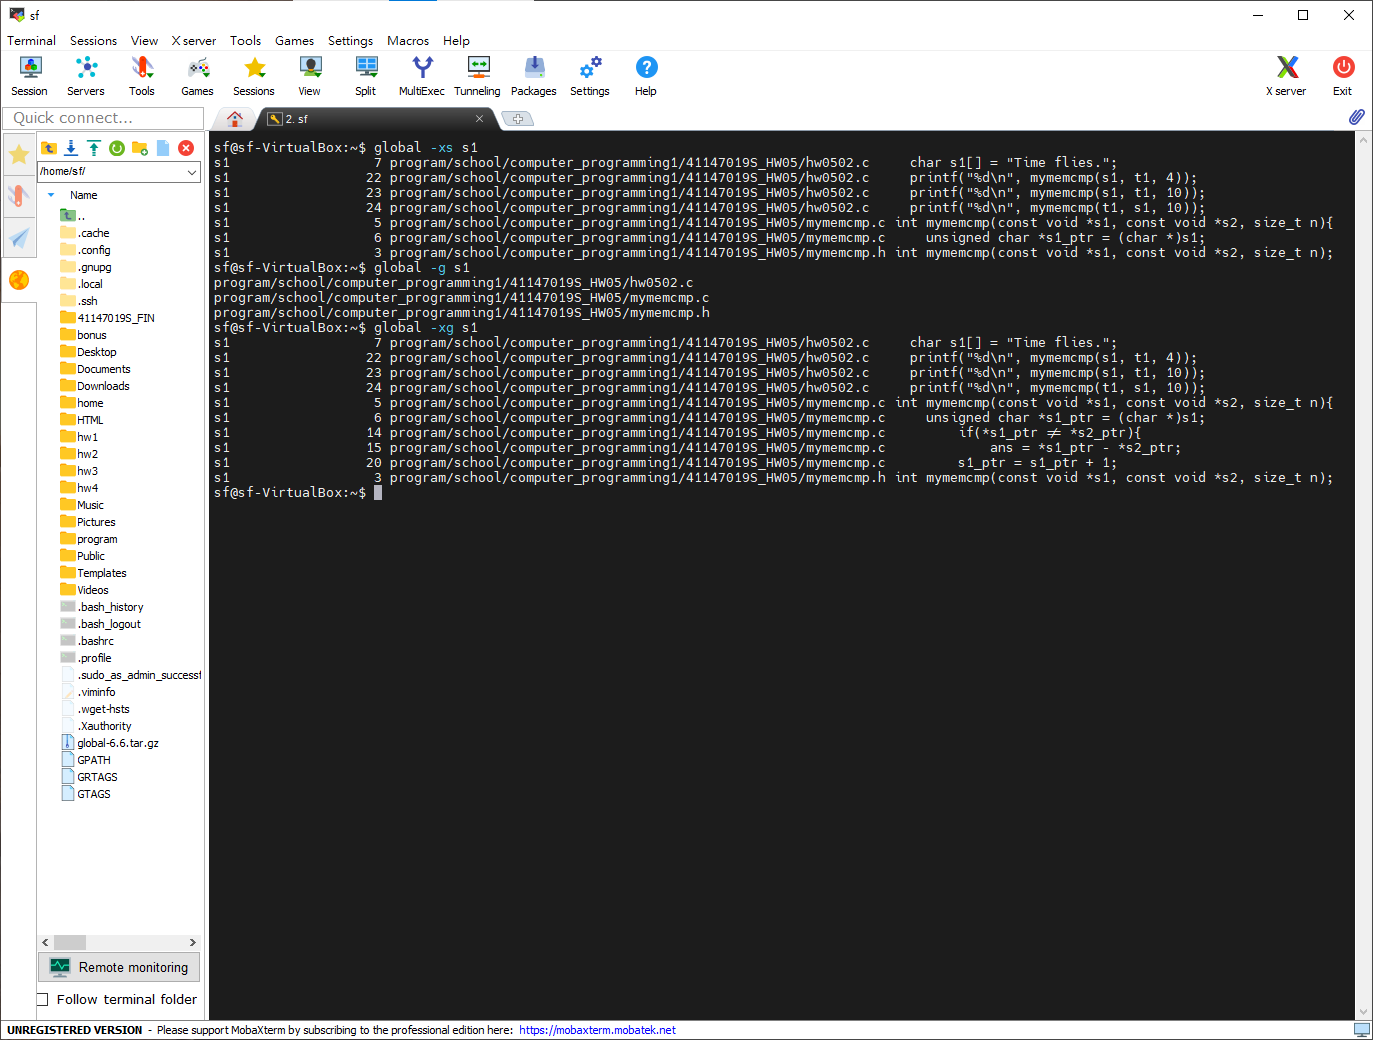 sf
Terminal Sessions View X server Tools Games Settings Macros Help
Session Servers Tools Games Sessions View Split MultiExec Tunneling Packages Settings Help X server Exit
Quick connect...
2. sf
/home/sf/
Name
..
.cache
.config
.gnupg
.local
.ssh
41147019S_FIN
bonus
Desktop
Documents
Downloads
home
HTML
hw1
hw2
hw3
hw4
Music
Pictures
program
Public
Templates
Videos
.bash_history
.bash_logout
.bashrc
.profile
.sudo_as_admin_successf
.viminfo
.wget-hsts
.Xauthority
global-6.6.tar.gz
GPATH
GRTAGS
GTAGS
Remote monitoring
Follow terminal folder
sf@sf-VirtualBox:~$ global -xs s1
s1 7 program/school/computer_programming1/41147019S_HW05/hw0502.c char s1[] = "Time flies.";
s1 22 program/school/computer_programming1/41147019S_HW05/hw0502.c printf("%d\n", mymemcmp(s1, t1, 4));
s1 23 program/school/computer_programming1/41147019S_HW05/hw0502.c printf("%d\n", mymemcmp(s1, t1, 10));
s1 24 program/school/computer_programming1/41147019S_HW05/hw0502.c printf("%d\n", mymemcmp(t1, s1, 10));
s1 5 program/school/computer_programming1/41147019S_HW05/mymemcmp.c int mymemcmp(const void *s1, const void *s2, size_t n){
s1 6 program/school/computer_programming1/41147019S_HW05/mymemcmp.c unsigned char *s1_ptr = (char *)s1;
s1 3 program/school/computer_programming1/41147019S_HW05/mymemcmp.h int mymemcmp(const void *s1, const void *s2, size_t n);
sf@sf-VirtualBox:~$ global -g s1
program/school/computer_programming1/41147019S_HW05/hw0502.c
program/school/computer_programming1/41147019S_HW05/mymemcmp.c
program/school/computer_programming1/41147019S_HW05/mymemcmp.h
sf@sf-VirtualBox:~$ global -xg s1
s1 7 program/school/computer_programming1/41147019S_HW05/hw0502.c char s1[] = "Time flies.";
s1 22 program/school/computer_programming1/41147019S_HW05/hw0502.c printf("%d\n", mymemcmp(s1, t1, 4));
s1 23 program/school/computer_programming1/41147019S_HW05/hw0502.c printf("%d\n", mymemcmp(s1, t1, 10));
s1 24 program/school/computer_programming1/41147019S_HW05/hw0502.c printf("%d\n", mymemcmp(t1, s1, 10));
s1 5 program/school/computer_programming1/41147019S_HW05/mymemcmp.c int mymemcmp(const void *s1, const void *s2, size_t n){
s1 6 program/school/computer_programming1/41147019S_HW05/mymemcmp.c unsigned char *s1_ptr = (char *)s1;
s1 14 program/school/computer_programming1/41147019S_HW05/mymemcmp.c if(*s1_ptr ≠ *s2_ptr){
s1 15 program/school/computer_programming1/41147019S_HW05/mymemcmp.c ans = *s1_ptr - *s2_ptr;
s1 20 program/school/computer_programming1/41147019S_HW05/mymemcmp.c s1_ptr = s1_ptr + 1;
s1 3 program/school/computer_programming1/41147019S_HW05/mymemcmp.h int mymemcmp(const void *s1, const void *s2, size_t n);
sf@sf-VirtualBox:~$
UNREGISTERED VERSION - Please support MobaXterm by subscribing to the professional edition here: https://mobaxterm.mobatek.net